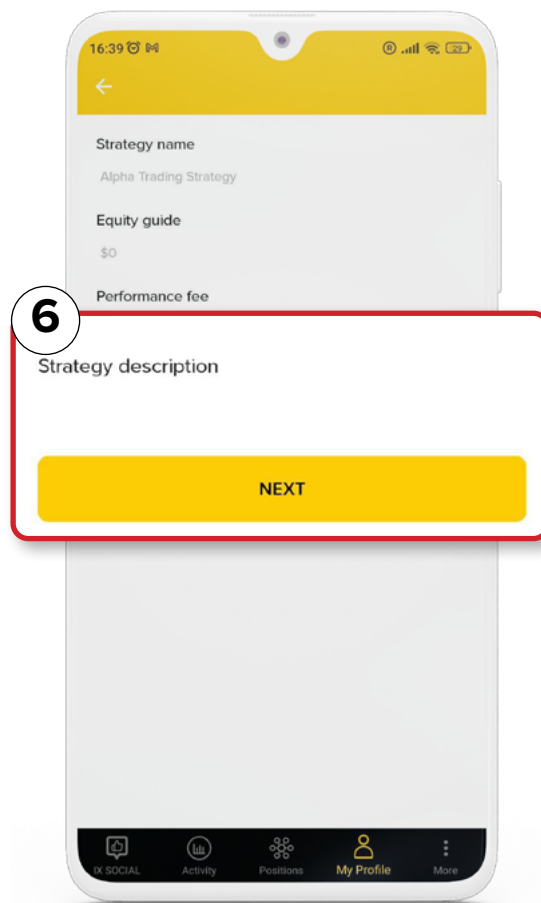 16:39
R 29
Strategy name
Alpha Trading Strategy
Equity guide
$0
Performance fee
6
Strategy description
NEXT
IX SOCIAL Activity Positions My Profile More